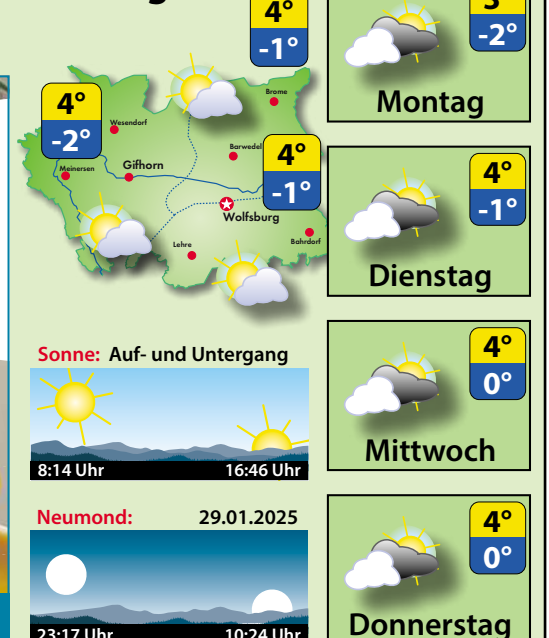 4°
-1°
4°
-2°
Brome
Wesendorf
Barwedel
4°
-1°
Meinersen
Gifhorn
Wolfsburg
Lehre
Bahrdorf
Sonne: Auf- und Untergang
8:14 Uhr 16:46 Uhr
Neumond: 29.01.2025
23:17 Uhr 10:24 Uhr
-2°
Montag
4°
-1°
Dienstag
4°
0°
Mittwoch
4°
0°
Donnerstag